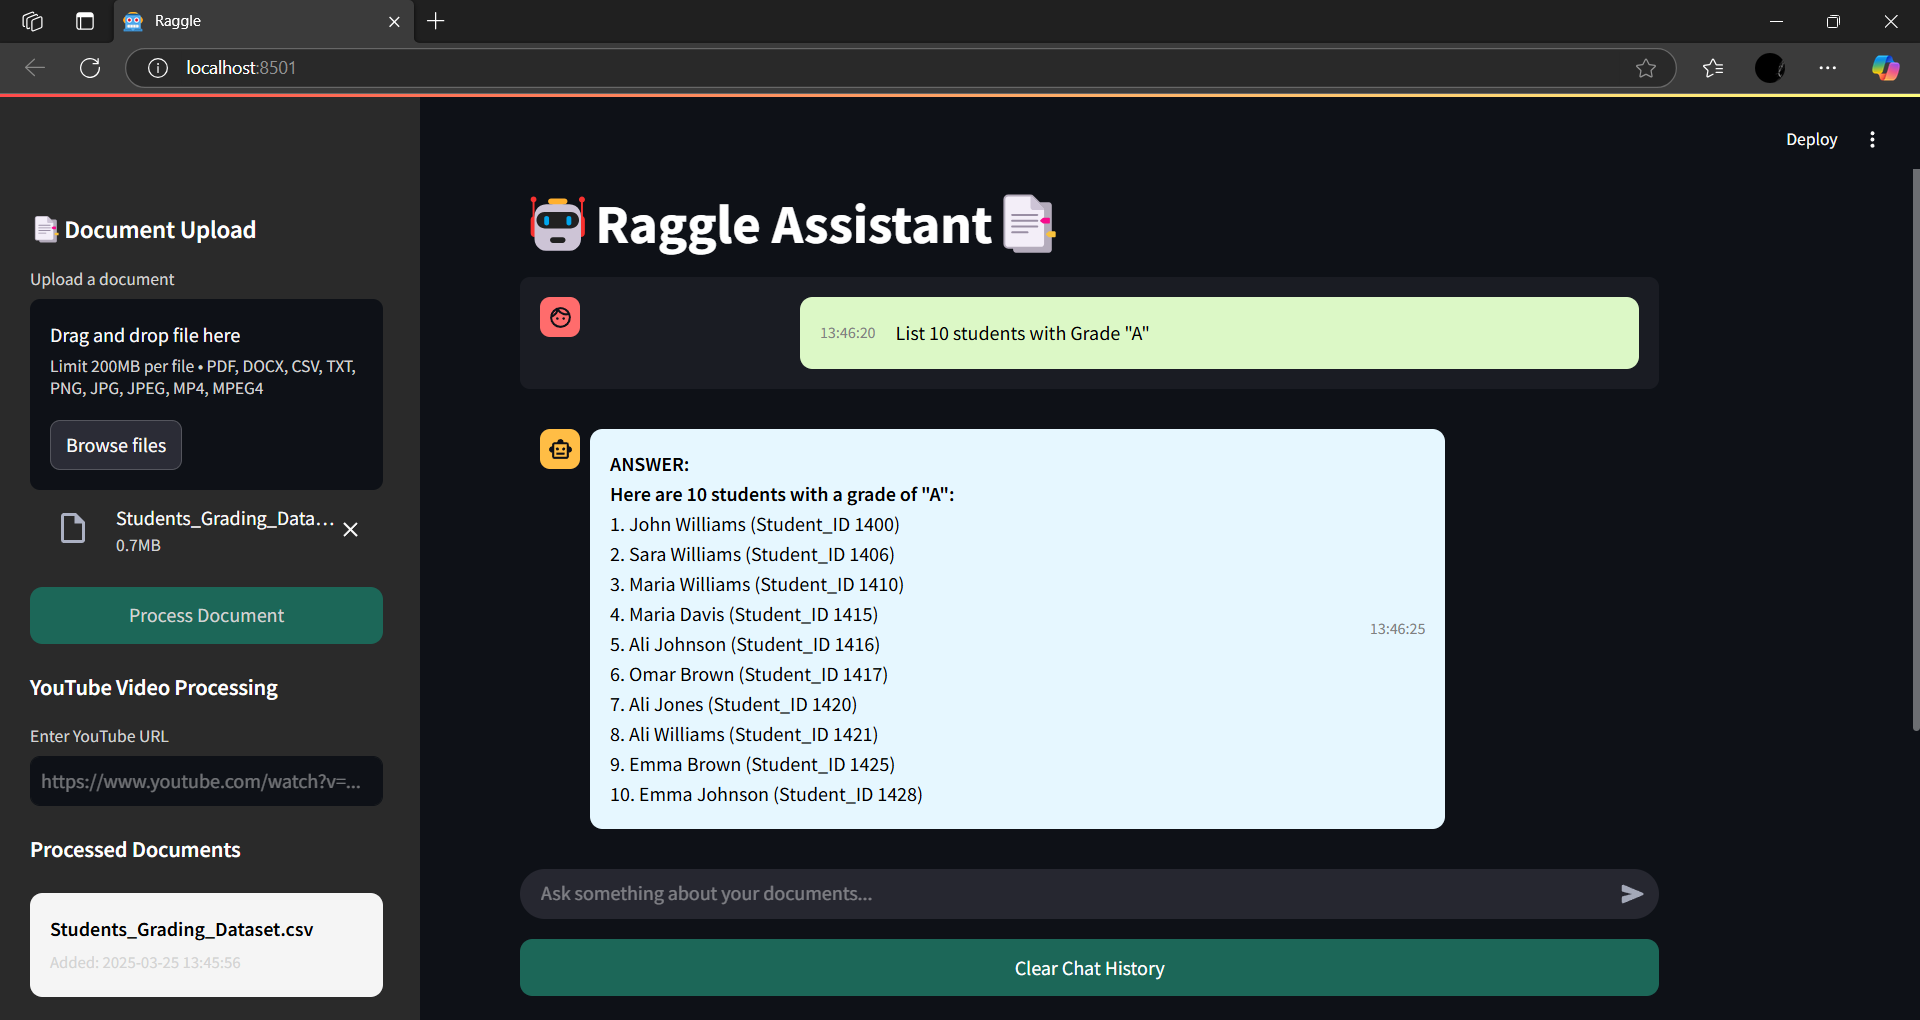 Raggle
localhost:8501
Deploy
Document Upload
Upload a document
Drag and drop file here
Limit 200MB per file • PDF, DOCX, CSV, TXT,
PNG, JPG, JPEG, MP4, MPEG4
Browse files
Students_Grading_Data...
0.7MB
Process Document
YouTube Video Processing
Enter YouTube URL
https://www.youtube.com/watch?v=...
Processed Documents
Students_Grading_Dataset.csv
Added: 2025-03-25 13:45:56
Raggle Assistant
13:46:20 List 10 students with Grade "A"
ANSWER:
Here are 10 students with a grade of "A":
1. John Williams (Student_ID 1400)
2. Sara Williams (Student_ID 1406)
3. Maria Williams (Student_ID 1410)
4. Maria Davis (Student_ID 1415)
5. Ali Johnson (Student_ID 1416)
6. Omar Brown (Student_ID 1417)
7. Ali Jones (Student_ID 1420)
8. Ali Williams (Student_ID 1421)
9. Emma Brown (Student_ID 1425)
10. Emma Johnson (Student_ID 1428)
13:46:25
Ask something about your documents...
Clear Chat History